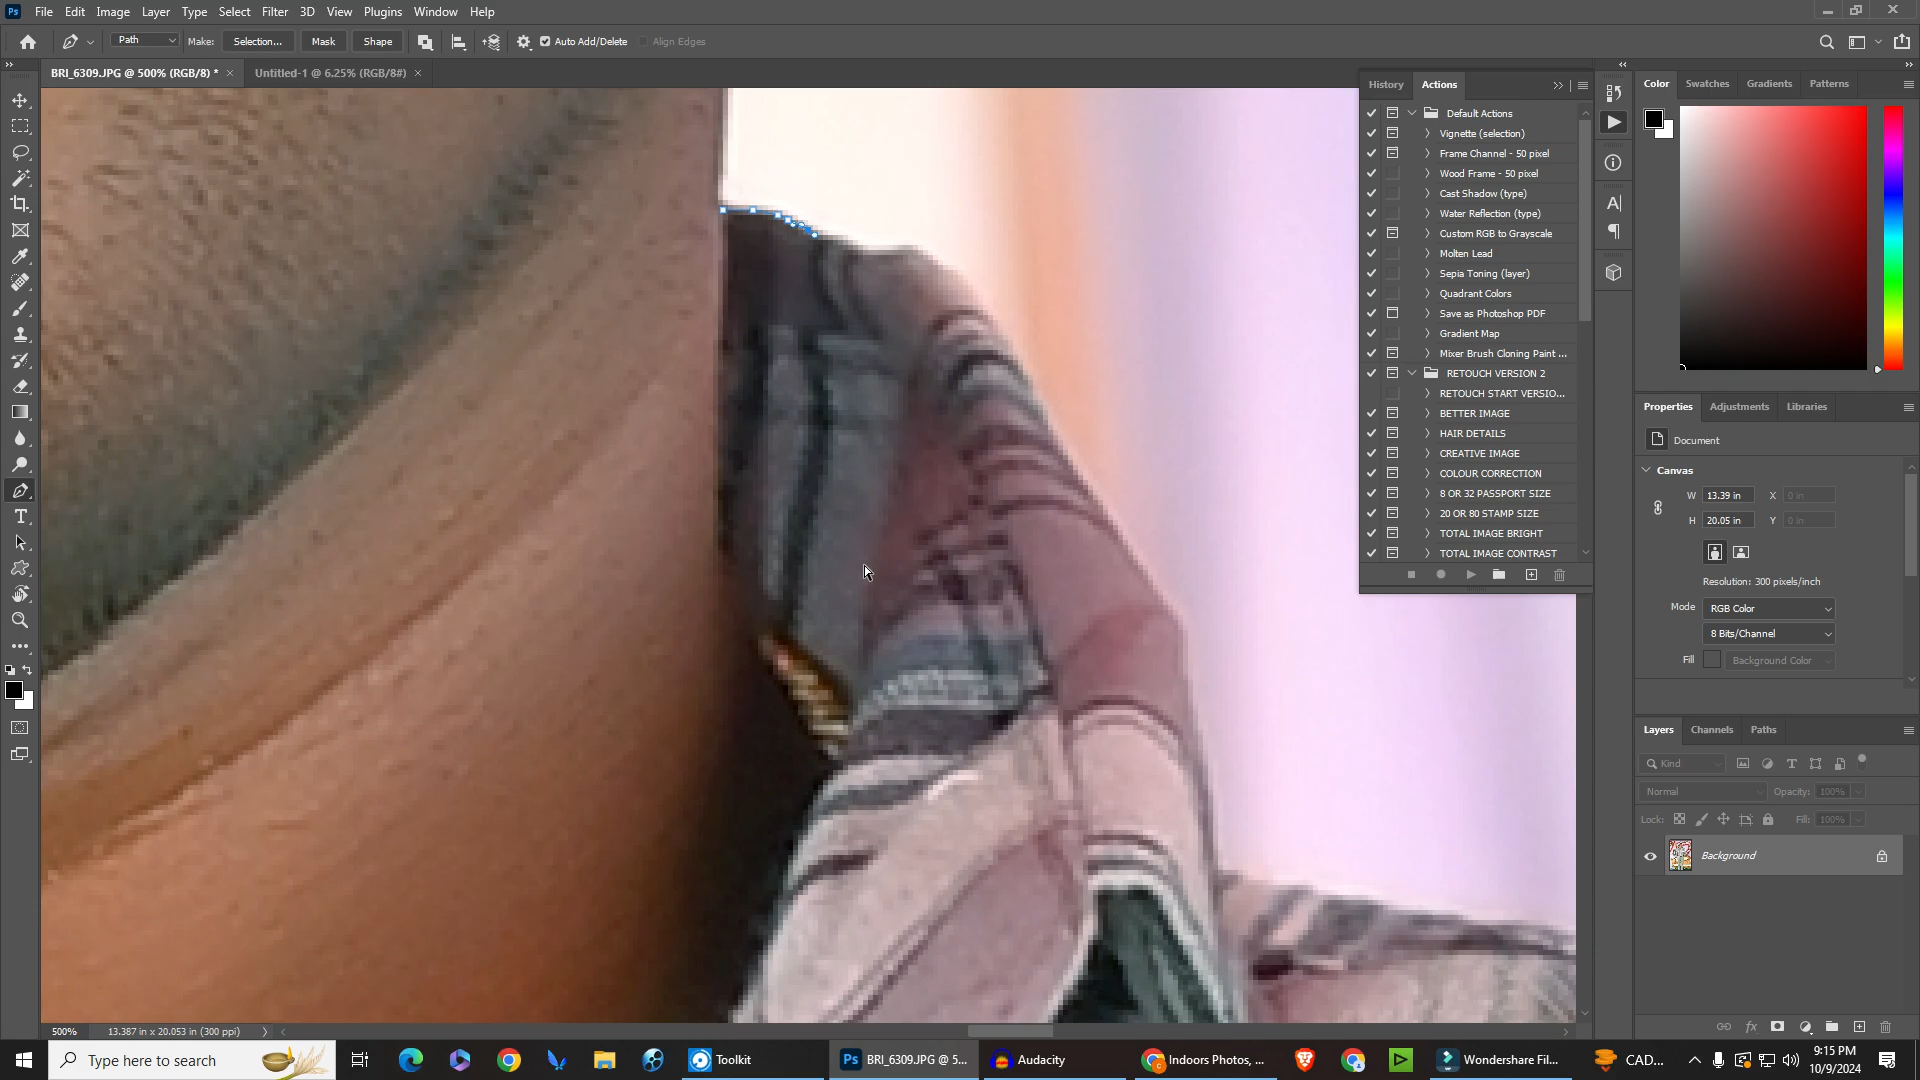 Ps File Edit Image Layer Type Select Filter 3D View Plugins Window Help
Path Make: Selection... Mask Shape Auto Add/Delete Align Edges
BRI_6309.JPG @ 500% (RGB/8) * × Untitled-1 @ 6.25% (RGB/8#) ×
History Actions
Default Actions
Vignette (selection)
Frame Channel - 50 pixel
Wood Frame - 50 pixel
Cast Shadow (type)
Water Reflection (type)
Custom RGB to Grayscale
Molten Lead
Sepia Toning (layer)
Quadrant Colors
Save as Photoshop PDF
Gradient Map
Mixer Brush Cloning Paint ...
RETOUCH VERSION 2
RETOUCH START VERSIO...
BETTER IMAGE
HAIR DETAILS
CREATIVE IMAGE
COLOUR CORRECTION
8 OR 32 PASSPORT SIZE
20 OR 80 STAMP SIZE
TOTAL IMAGE BRIGHT
TOTAL IMAGE CONTRAST
Color Swatches Gradients Patterns
Properties Adjustments Libraries
Document
Canvas
W 13.39 in X 0 in
H 20.05 in Y 0 in
Resolution: 300 pixels/inch
Mode RGB Color
8 Bits/Channel
Fill Background Color
Layers Channels Paths
Kind
Normal Opacity: 100%
Lock: Fill: 100%
Background
500% 13.387 in x 20.053 in (300 ppi)
Type here to search
Toolkit
Ps BRI_6309.JPG @ 5...
Audacity
Indoors Photos, ...
Wondershare Fil...
CAD...
9:15 PM
10/9/2024